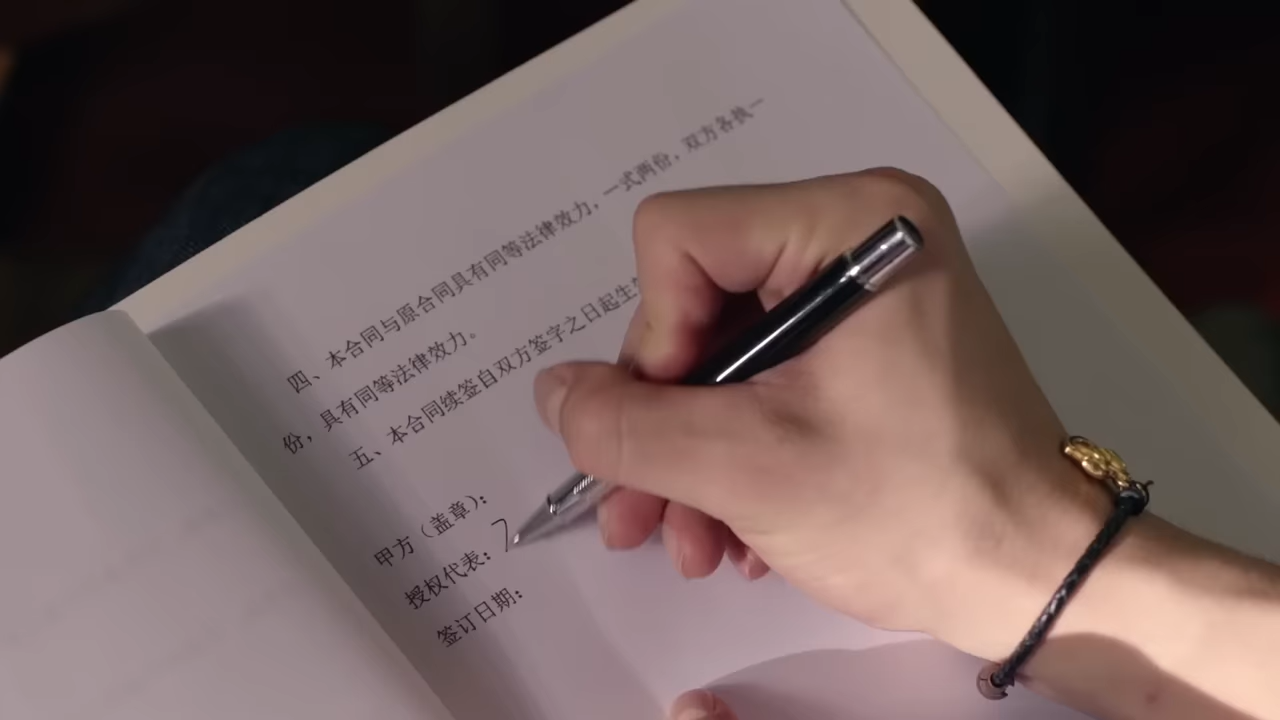 四、本合同与原合同具有同等法律效力，一式两份，双方各执一
份，具有同等法律效力。
五、本合同续签自双方签字之日起生
甲方（盖章）：
授权代表：
签订日期：